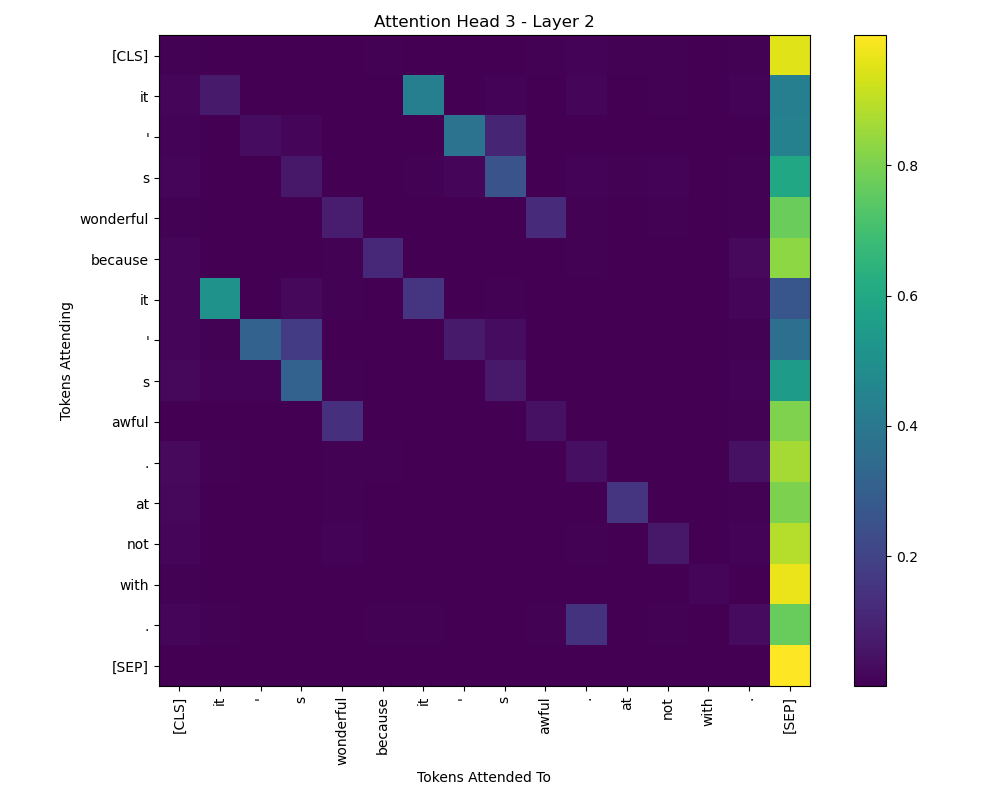 Attention Head 3 - Layer 2
[CLS]
it
'
s
wonderful
because
it
'
s
awful
.
at
not
with
.
[SEP]
Tokens Attending
[CLS]
it
'
s
wonderful
because
it
'
s
awful
.
at
not
with
.
[SEP]
Tokens Attended To
0.8
0.6
0.4
0.2